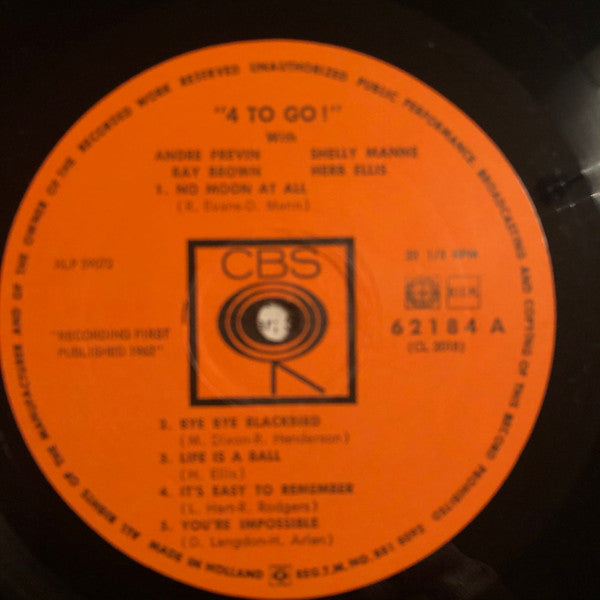 ALL RIGHTS OF THE MANUFACTURER AND OF THE OWNER OF THE RECORDED WORK RESERVED UNAUTHORIZED PUBLIC PERFORMANCE BROADCASTING AND COPYING OF THIS RECORD PROHIBITED
"4 TO GO!"
With
ANDRE PREVIN SHELLY MANNE
RAY BROWN HERB ELLIS
1. NO MOON AT ALL
(R. Evans-D. Mann)
CBS
33 1/3 RPM
62184 A
(CL 2018)
"RECORDING FIRST
PUBLISHED 1963"
2. BYE BYE BLACKBIRD
(M. Dixon-R. Henderson)
3. LIFE IS A BALL
(H. Ellis)
4. IT'S EASY TO REMEMBER
(L. Hart-R. Rodgers)
5. YOU'RE IMPOSSIBLE
(D. Langdon-H. Arlen)
MADE IN HOLLAND REG.T.M.NO.